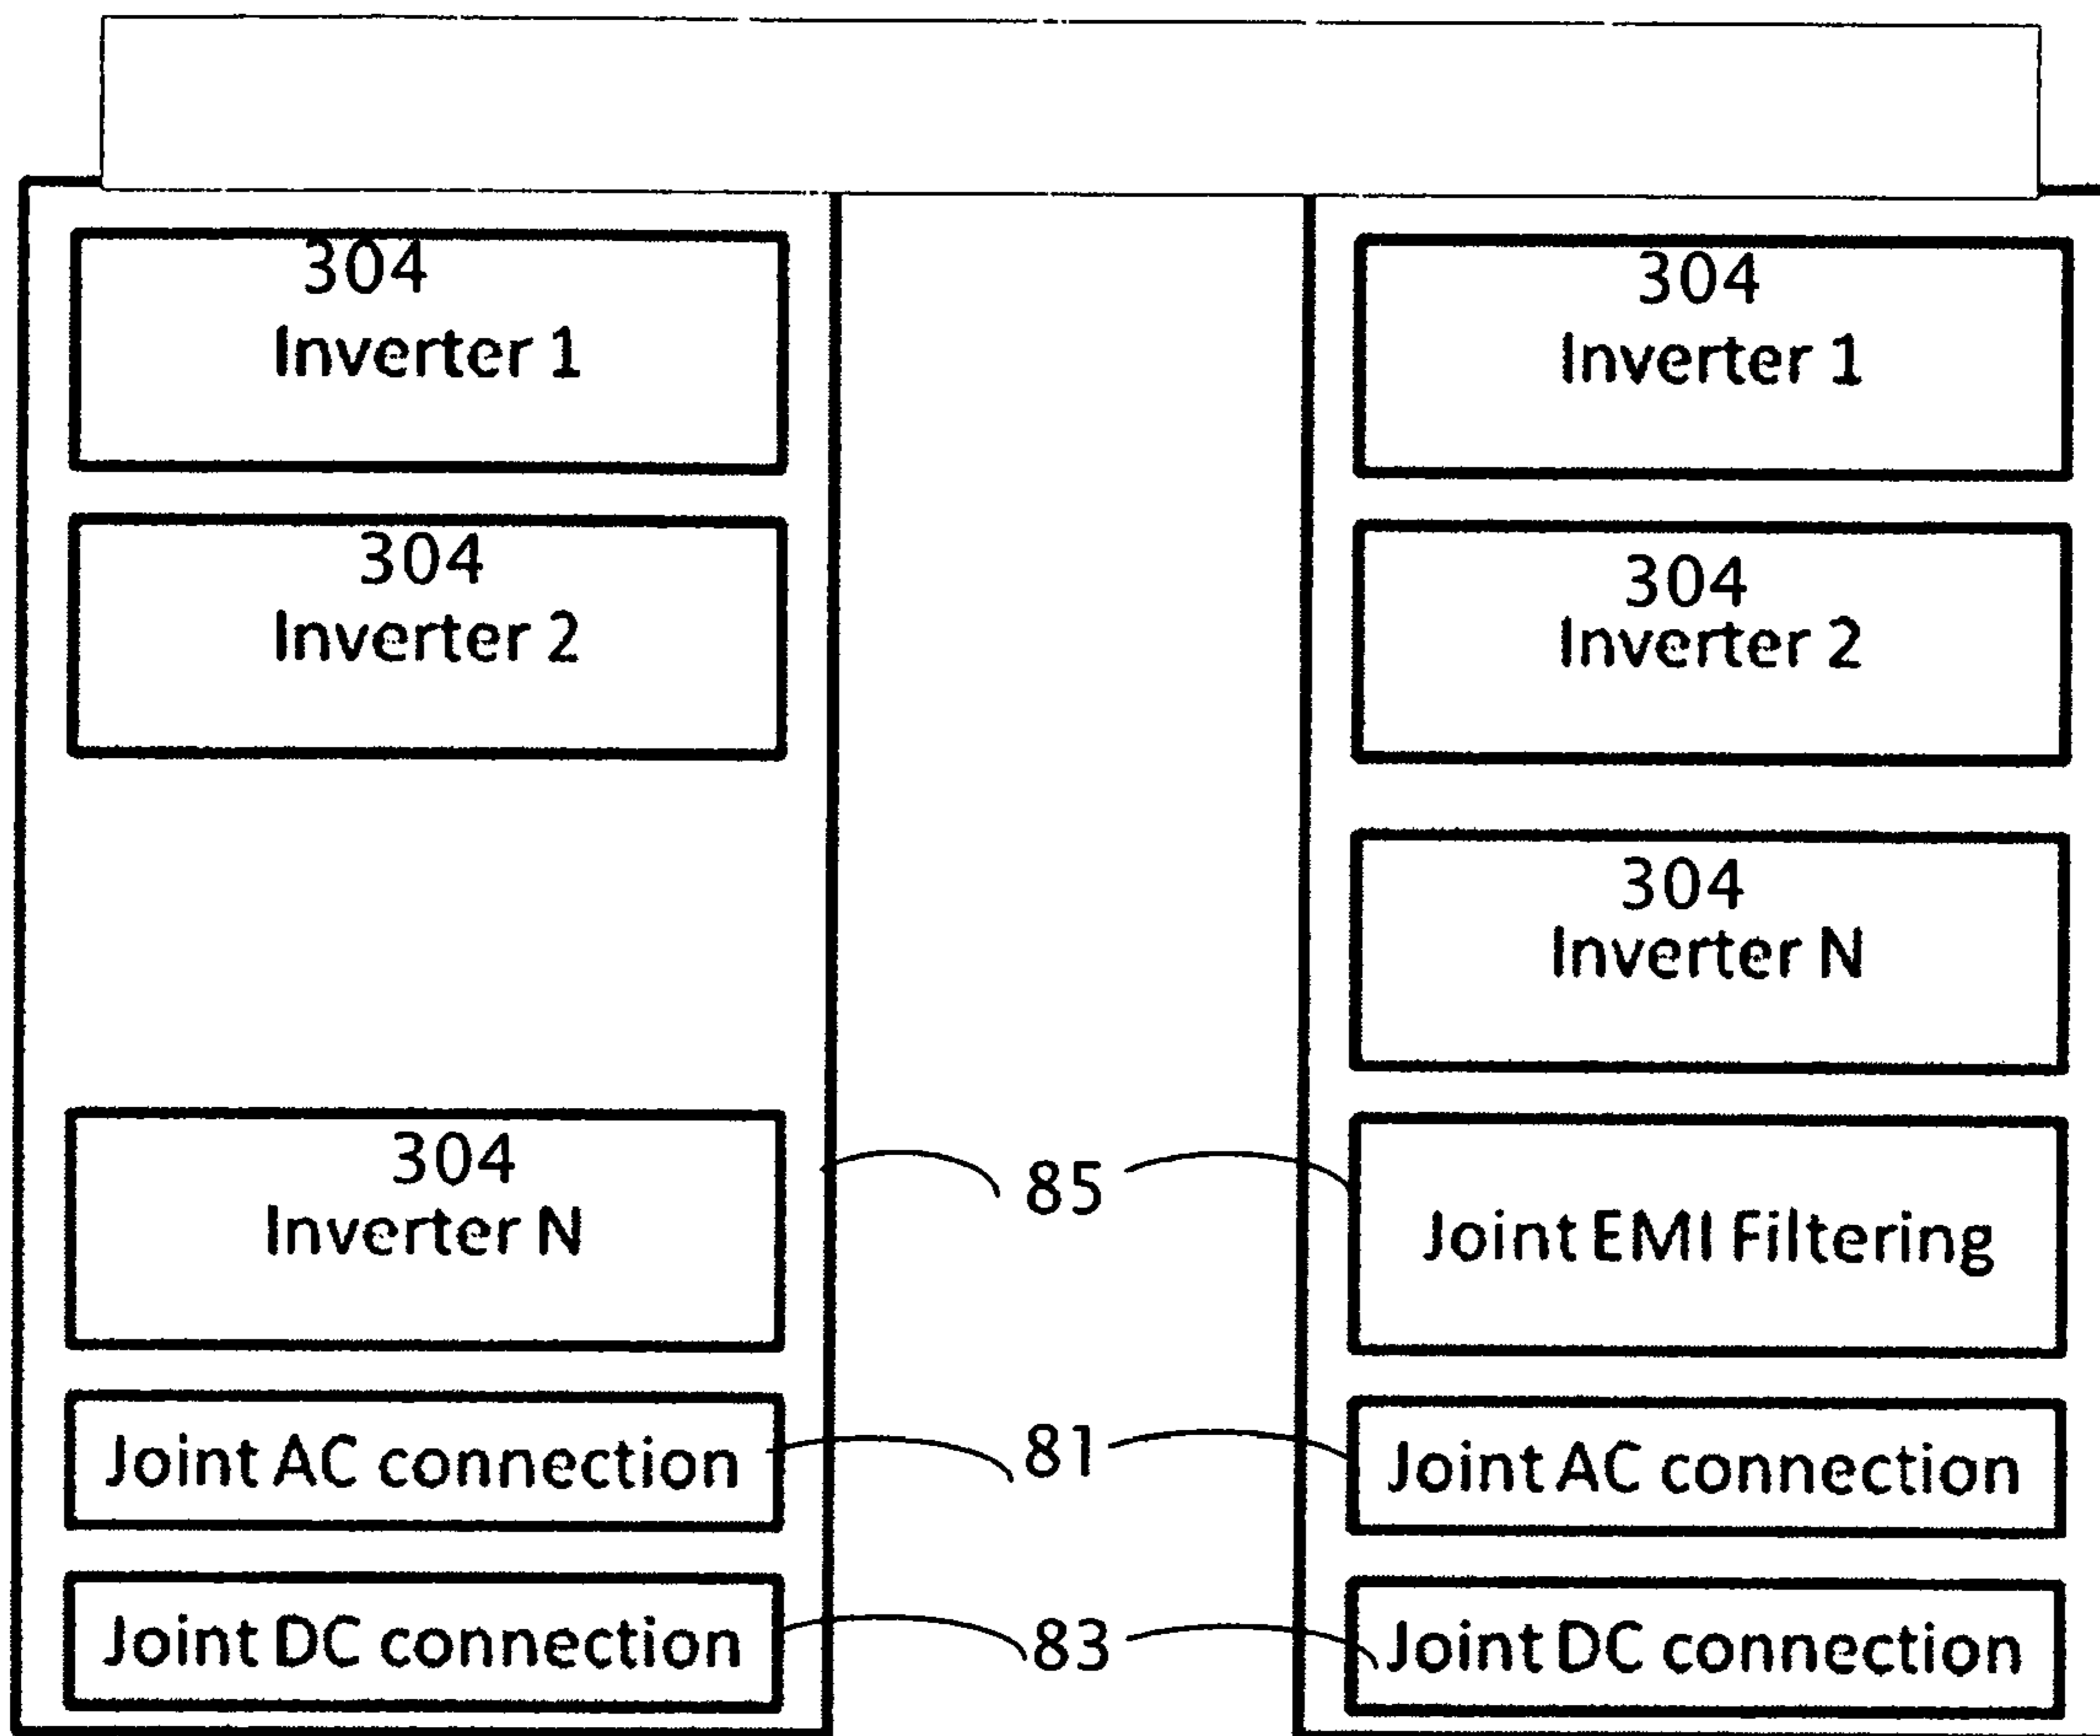 304
Inverter 1
304
Inverter 2
304
Inverter N
Joint AC connection
Joint DC connection
85
81
83
304
Inverter 1
304
Inverter 2
304
Inverter N
Joint EMI Filtering
Joint AC connection
Joint DC connection